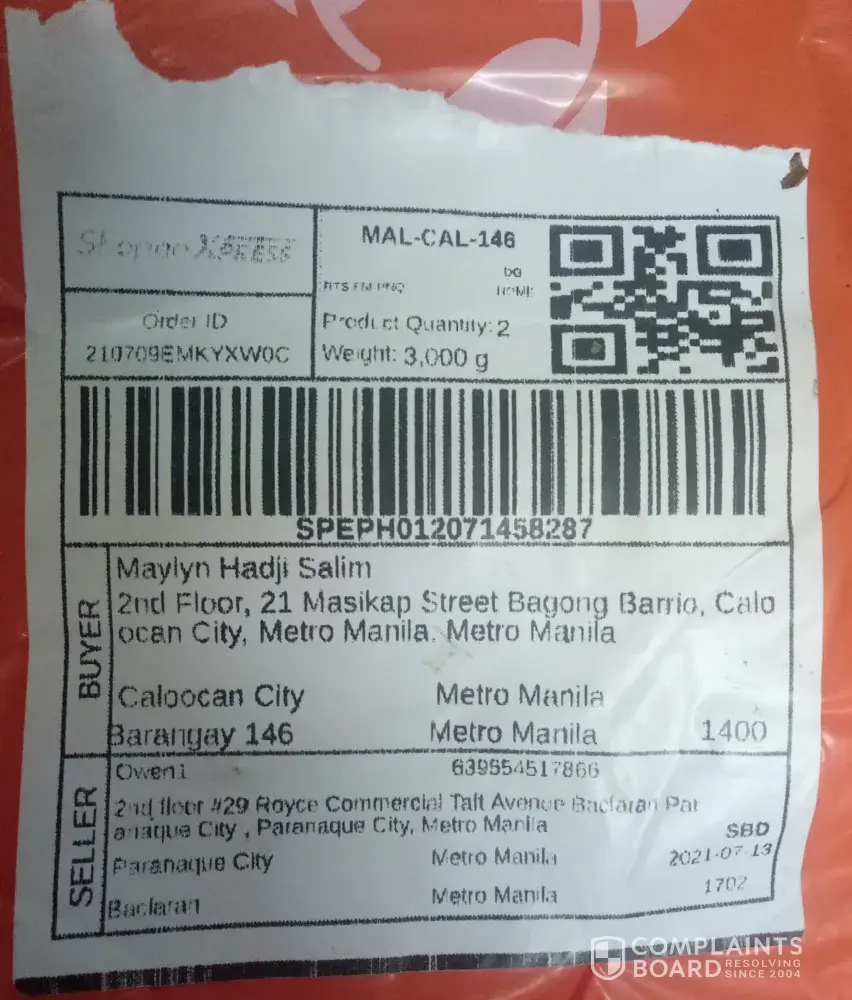 Shopee XPRESS
MAL-CAL-146
RTS FM-PNQ
HOME
Order ID
210709EMKYXW0C
Product Quantity: 2
Weight: 3,000 g
SPEPH012071458287
BUYER
Maylyn Hadji Salim
2nd Floor, 21 Masikap Street Bagong Barrio, Calo
ocan City, Metro Manila, Metro Manila
Caloocan City Metro Manila
Barangay 146 Metro Manila 1400
SELLER
Owen1 639554517866
2nd floor #29 Royce Commercial Taft Avenue Baclaran Par
anaque City , Paranaque City, Metro Manila
SBD
Paranaque City Metro Manila 2021-07-13
Baclaran Metro Manila 1702
COMPLAINTS
BOARD RESOLVING
SINCE 2004